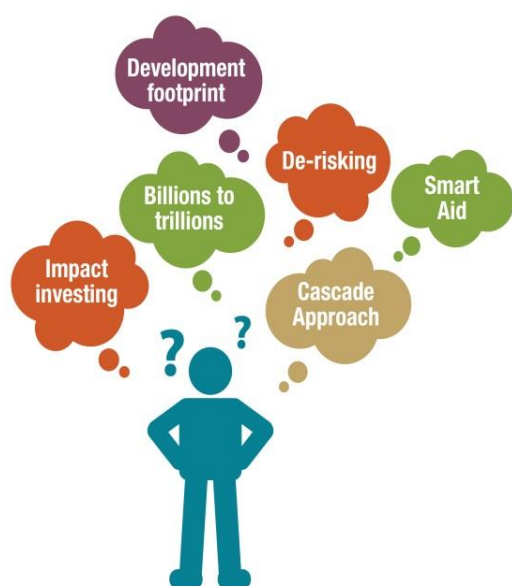 Development
footprint
De-risking
Billions to
trillions
Smart
Aid
Impact
investing
Cascade
Approach
?
?